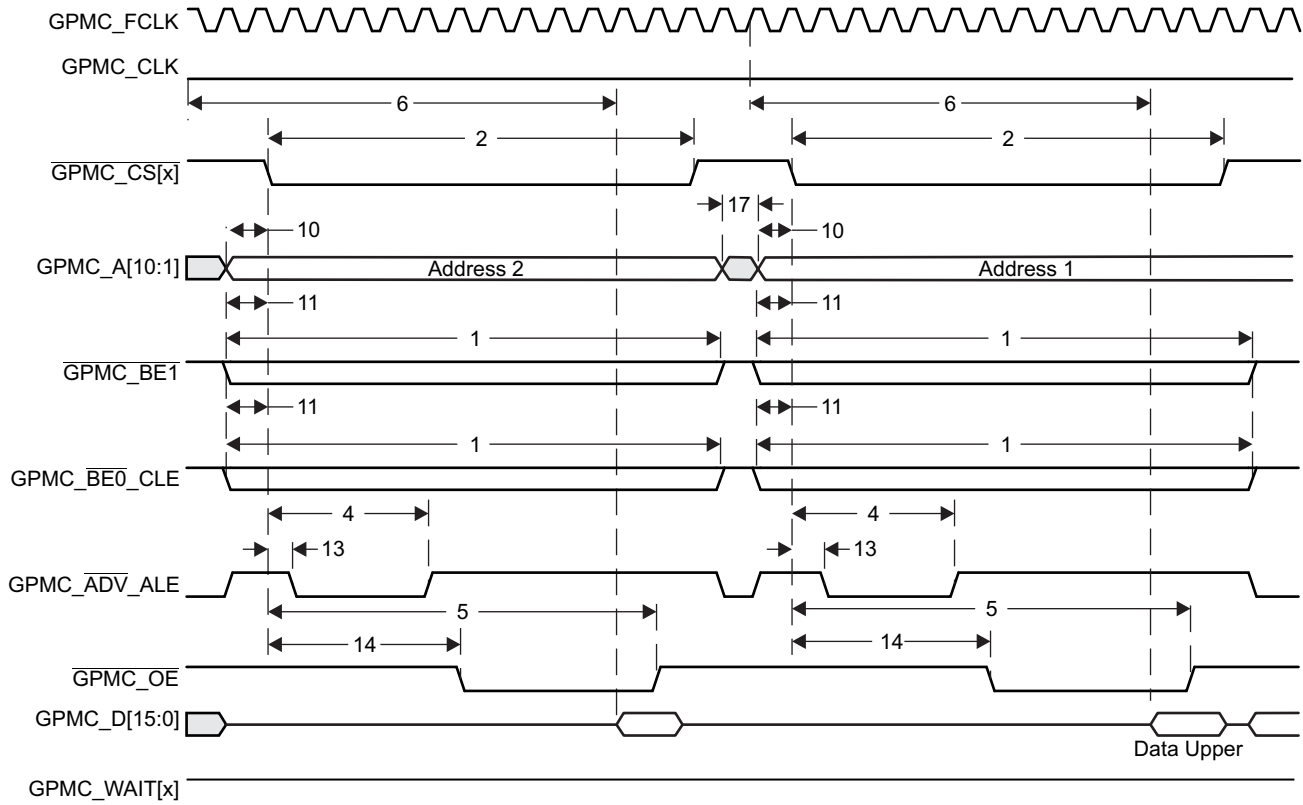 GPMC_FCLK
GPMC_CLK
6 6
2 2
GPMC_CS[x]
17
10 10
GPMC_A[10:1] Address 2 Address 1
11 11
1 1
GPMC_BE1
11 11
1 1
GPMC_BE0_CLE
4 4
13 13
GPMC_ADV_ALE
5 5
14 14
GPMC_OE
GPMC_D[15:0]
Data Upper
GPMC_WAIT[x]